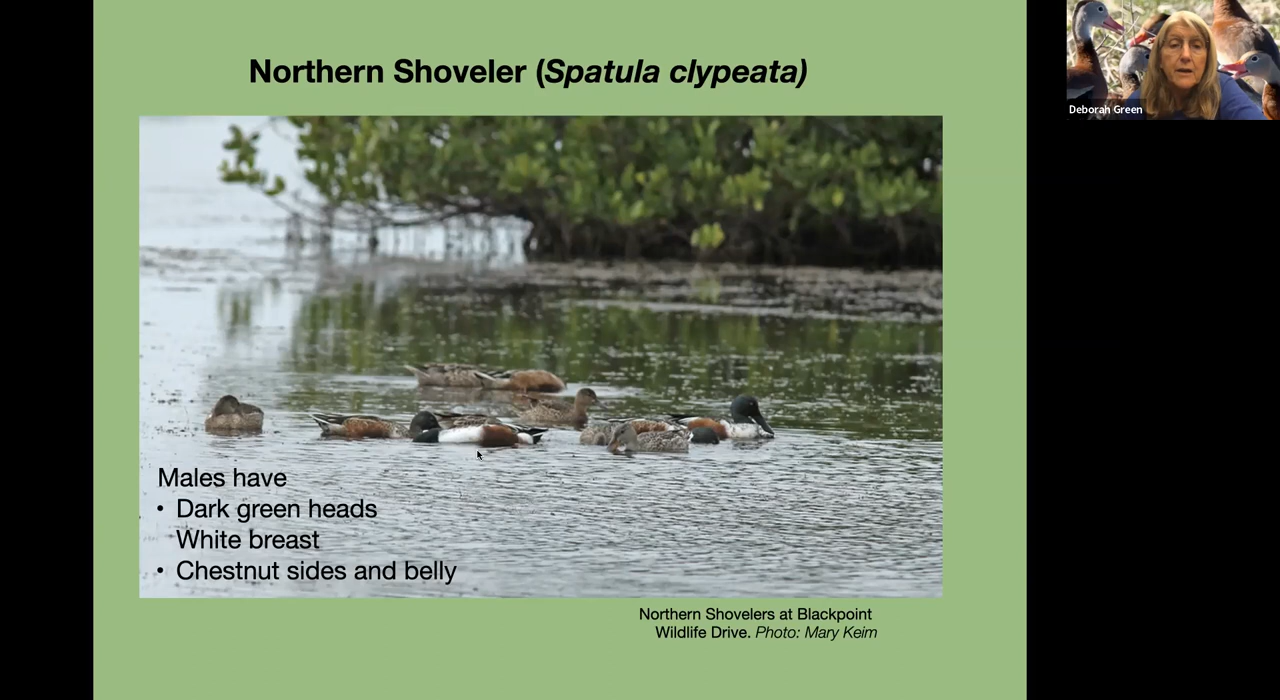 Northern Shoveler (Spatula clypeata)
Deborah Green
Males have
• Dark green heads
White breast
• Chestnut sides and belly
Northern Shovelers at Blackpoint
Wildlife Drive. Photo: Mary Keim